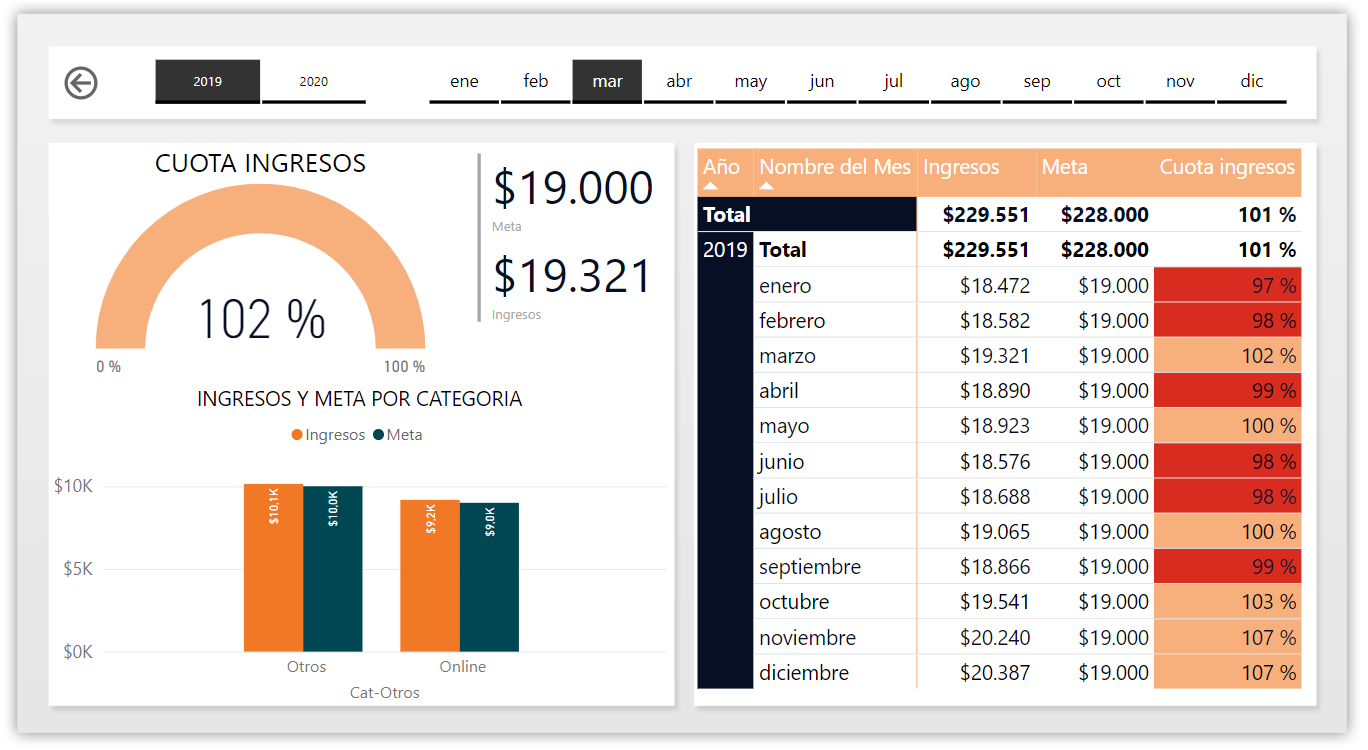 2019 2020 ene feb mar abr may jun jul ago sep oct nov dic
CUOTA INGRESOS
102 %
0 % 100 %
$19.000
Meta
$19.321
Ingresos
INGRESOS Y META POR CATEGORIA
Ingresos Meta
$10K
$5K
$0K
$10,1K $10,0K $9,2K $9,0K
Otros Online
Cat-Otros
Año Nombre del Mes Ingresos Meta Cuota ingresos
Total $229.551 $228.000 101 %
2019 Total $229.551 $228.000 101 %
enero $18.472 $19.000 97 %
febrero $18.582 $19.000 98 %
marzo $19.321 $19.000 102 %
abril $18.890 $19.000 99 %
mayo $18.923 $19.000 100 %
junio $18.576 $19.000 98 %
julio $18.688 $19.000 98 %
agosto $19.065 $19.000 100 %
septiembre $18.866 $19.000 99 %
octubre $19.541 $19.000 103 %
noviembre $20.240 $19.000 107 %
diciembre $20.387 $19.000 107 %